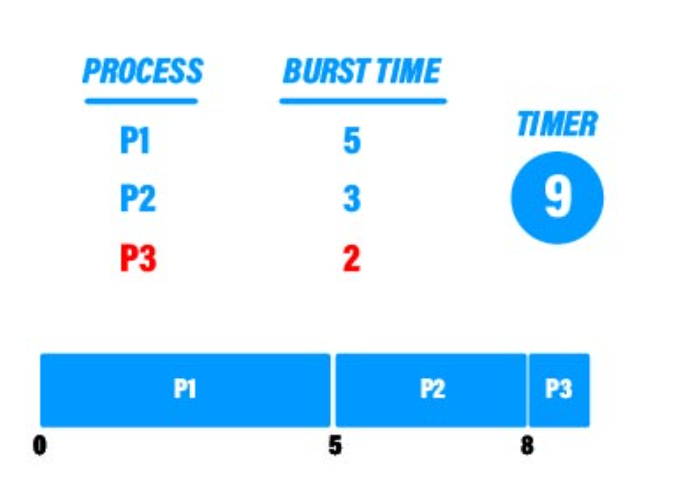 PROCESS BURST TIME
TIMER
P1 5
9
P2 3
P3 2
P1 P2 P3
0 5 8